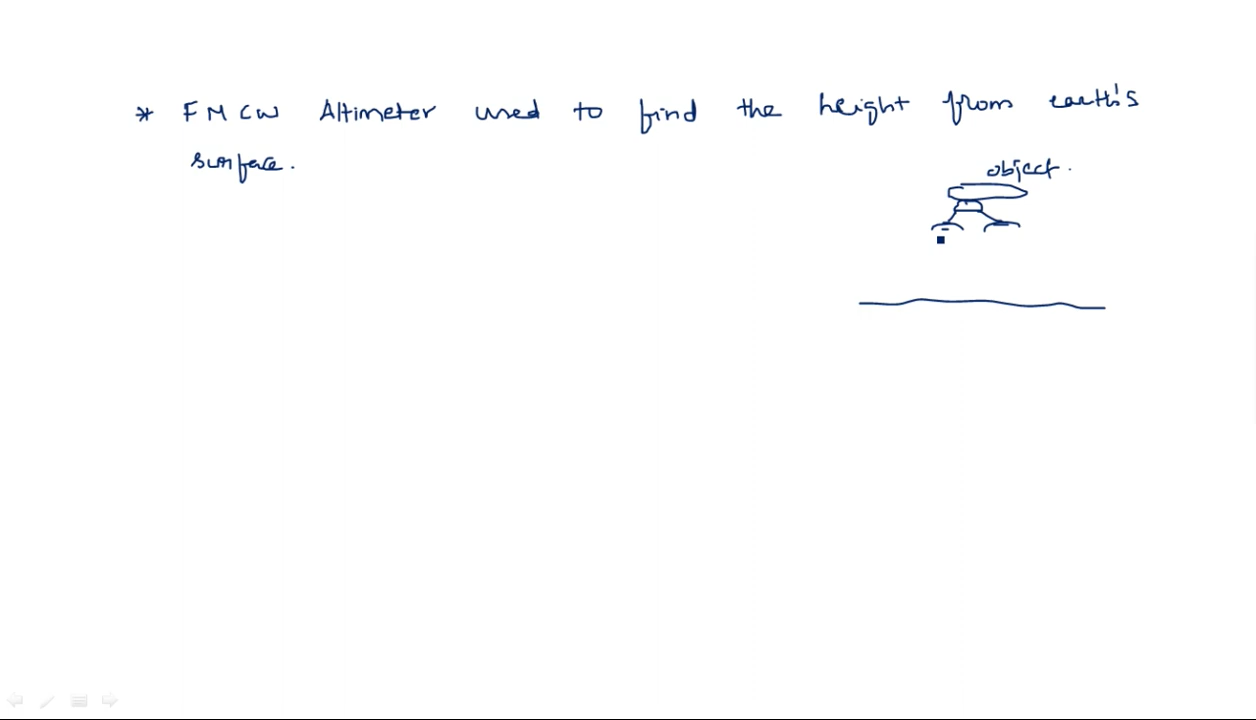 * FMCW Altimeter used to find the height from earth's
surface.
object.